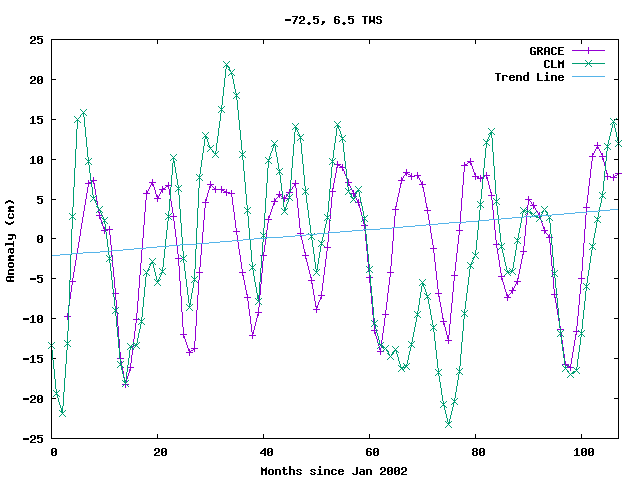 -72.5, 6.5 TWS
GRACE
CLM
Trend Line
25
20
15
10
5
0
-5
-10
-15
-20
-25
Anomaly (cm)
0 20 40 60 80 100
Months since Jan 2002